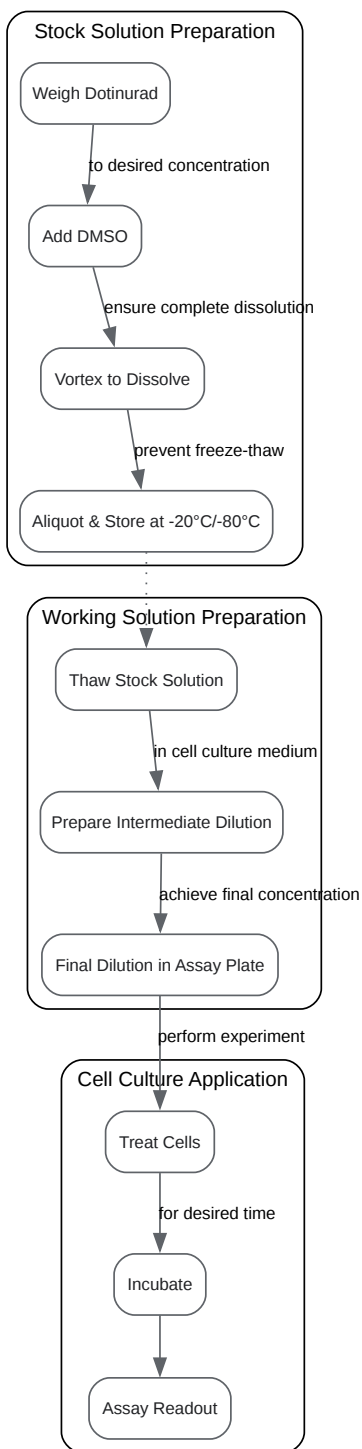 Stock Solution Preparation
Weigh Dotinurad
to desired concentration
Add DMSO
ensure complete dissolution
Vortex to Dissolve
prevent freeze-thaw
Aliquot & Store at -20°C/-80°C
Working Solution Preparation
Thaw Stock Solution
in cell culture medium
Prepare Intermediate Dilution
achieve final concentration
Final Dilution in Assay Plate
perform experiment
Cell Culture Application
Treat Cells
for desired time
Incubate
Assay Readout